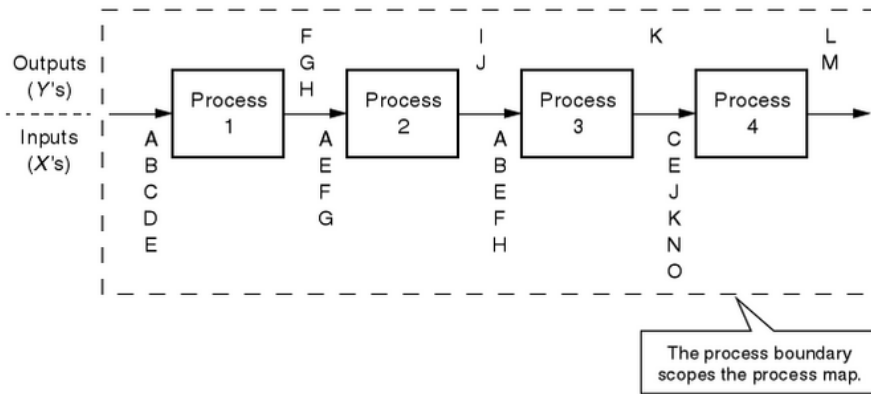 Outputs
(Y's)
Inputs
(X's)
A
B
C
D
E
Process
1
F
G
H
A
E
F
G
Process
2
I
J
A
B
E
F
H
Process
3
K
C
E
J
K
N
O
Process
4
L
M
The process boundary
scopes the process map.